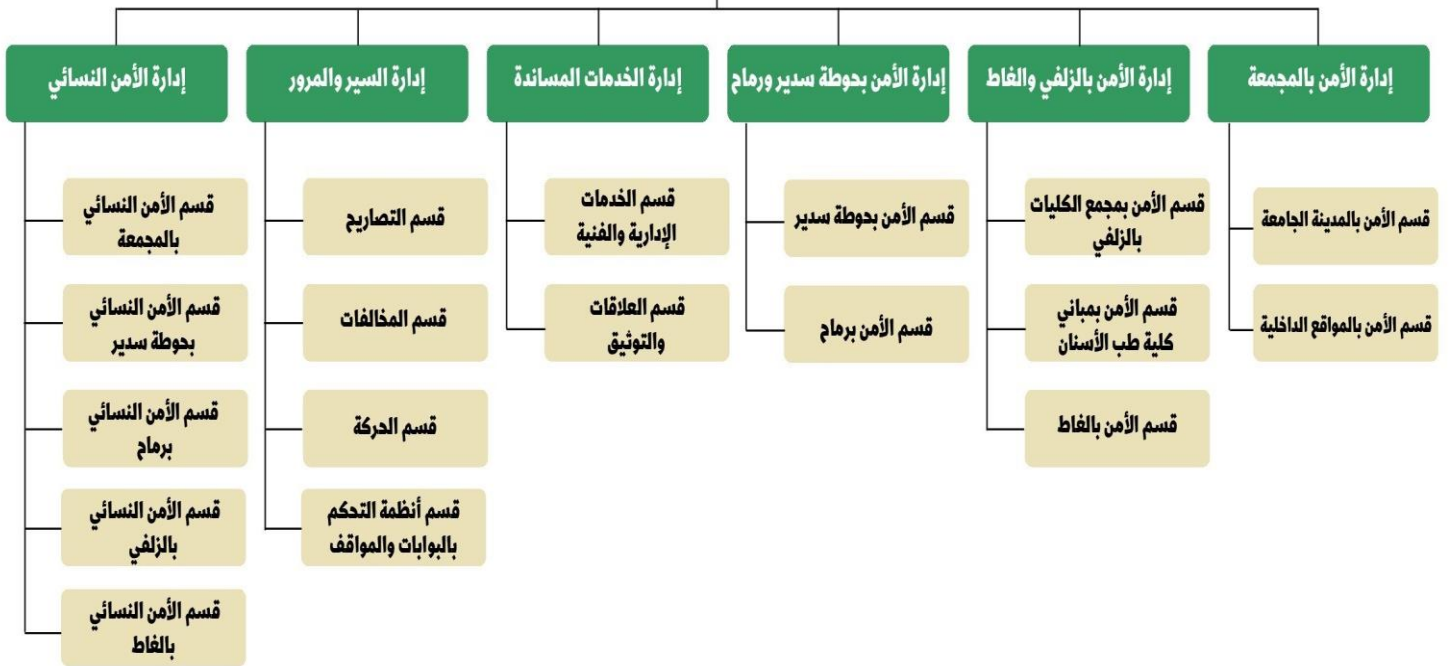 إدارة الأمن بالمجمعة
إدارة الأمن بالزلفي والغاط
إدارة الأمن بحوطة سدير ورماح
إدارة الخدمات المساندة
إدارة السير والمرور
إدارة الأمن النسائي
قسم الأمن بالمدينة الجامعة
قسم الأمن بالمواقع الداخلية
قسم الأمن بمجمع الكليات
بالزلفي
قسم الأمن بمباني
كلية طب الأسنان
قسم الأمن بالغاط
قسم الأمن بحوطة سدير
قسم الأمن برماح
قسم الخدمات
الإدارية والفنية
قسم العلاقات
والتوثيق
قسم التصاريح
قسم المخالفات
قسم الحركة
قسم أنظمة التحكم
بالبوابات والمواقف
قسم الأمن النسائي
بالمجمعة
قسم الأمن النسائي
بحوطة سدير
قسم الأمن النسائي
برماح
قسم الأمن النسائي
بالزلفي
قسم الأمن النسائي
بالغاط